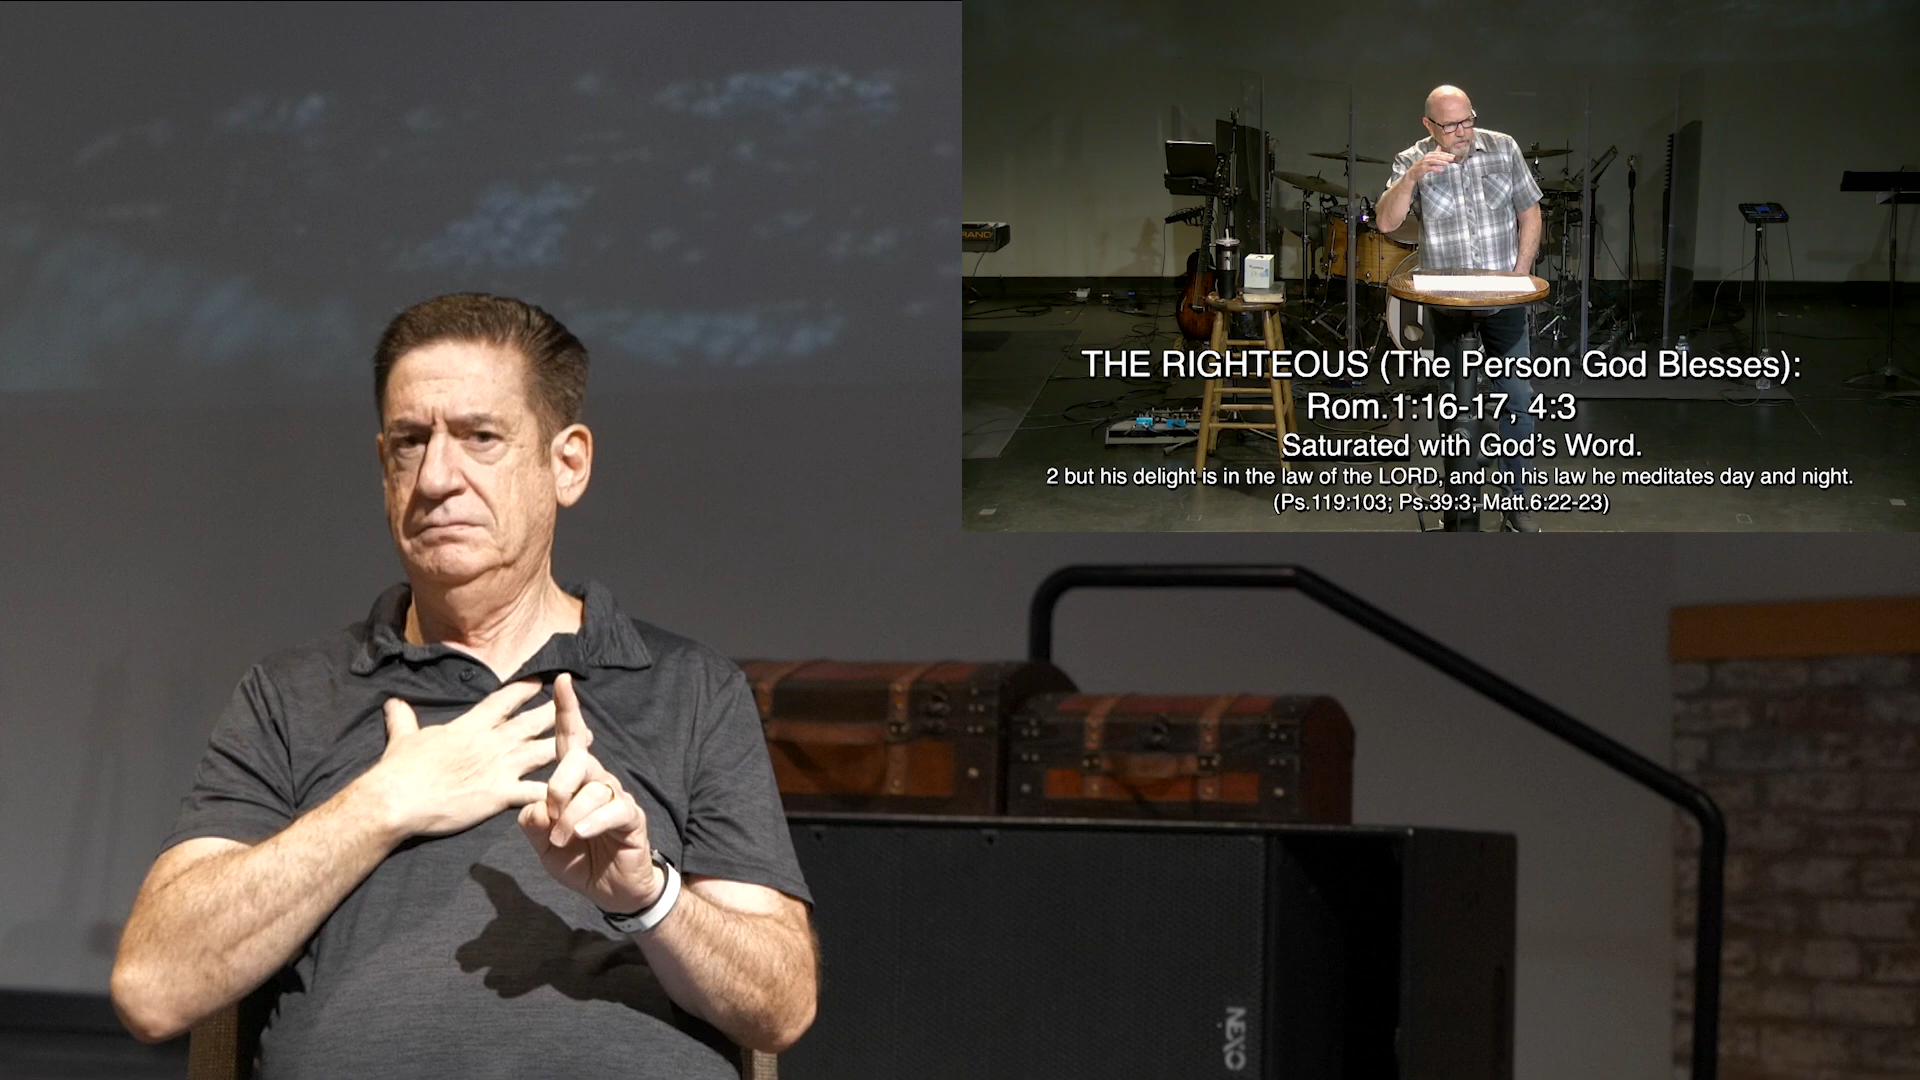 RAND
THE RIGHTEOUS (The Person God Blesses):
Rom.1:16-17, 4:3
Saturated with God's Word.
2 but his delight is in the law of the LORD, and on his law he meditates day and night.
(Ps.119:103; Ps.39:3; Matt.6:22-23)
NEXO